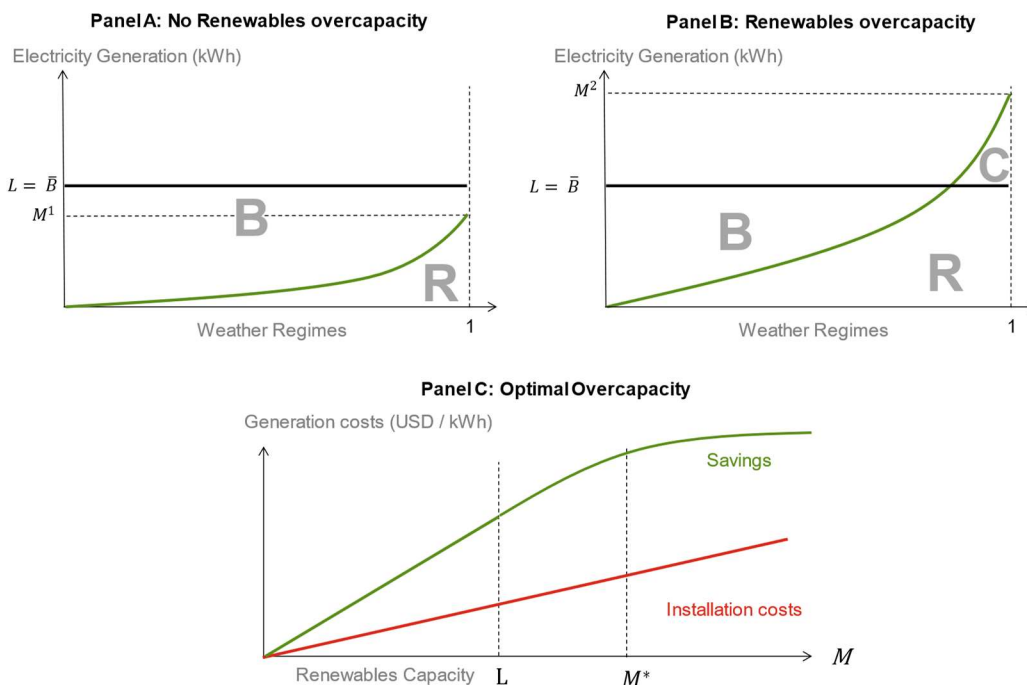 Panel A: No Renewables overcapacity
Electricity Generation (kWh)
L = B̄
M¹
B
R
Weather Regimes
1
Panel B: Renewables overcapacity
Electricity Generation (kWh)
M²
L = B̄
B
C
R
Weather Regimes
1
Panel C: Optimal Overcapacity
Generation costs (USD / kWh)
Savings
Installation costs
Renewables Capacity
L
M*
M